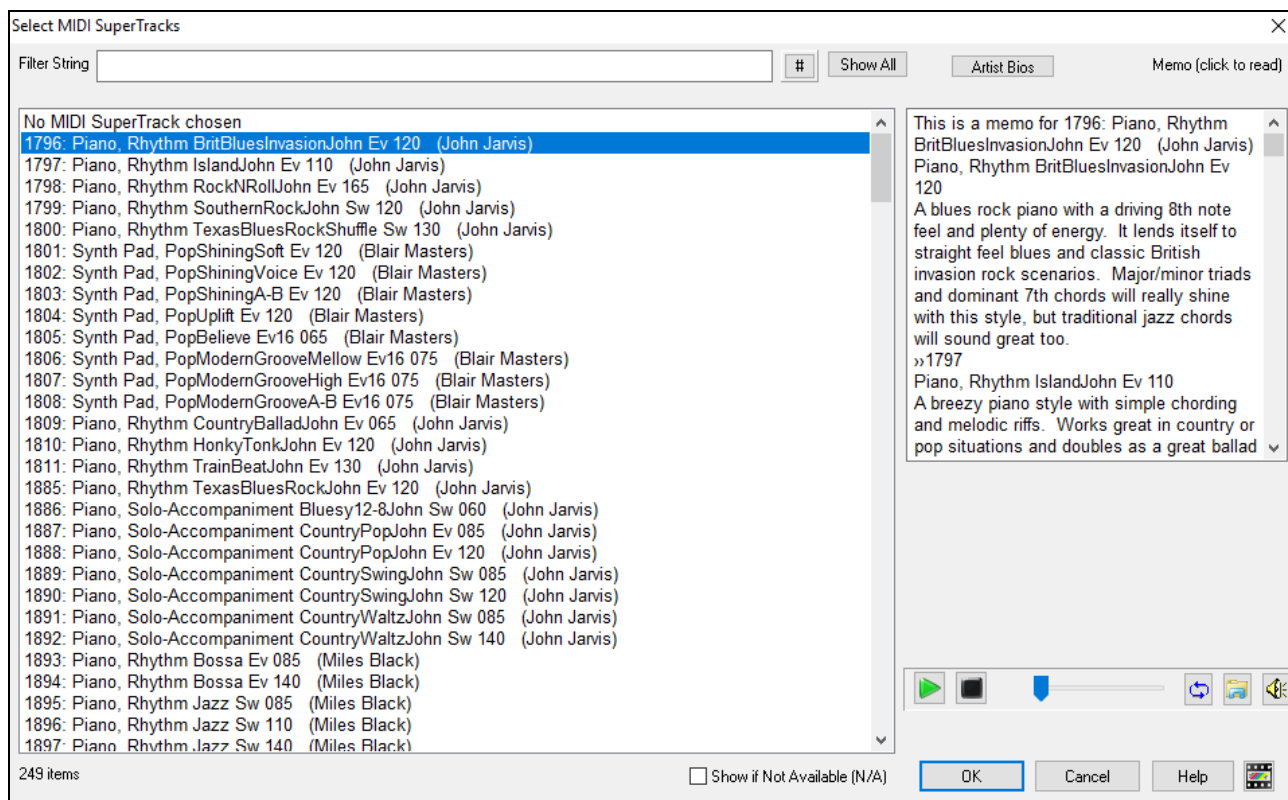 Select MIDI SuperTracks
Filter String
#
Show All
Artist Bios
Memo (click to read)
No MIDI SuperTrack chosen
1796: Piano, Rhythm BritBluesInvasionJohn Ev 120 (John Jarvis)
1797: Piano, Rhythm IslandJohn Ev 110 (John Jarvis)
1798: Piano, Rhythm RockNRollJohn Ev 165 (John Jarvis)
1799: Piano, Rhythm SouthernRockJohn Sw 120 (John Jarvis)
1800: Piano, Rhythm TexasBluesRockShuffle Sw 130 (John Jarvis)
1801: Synth Pad, PopShiningSoft Ev 120 (Blair Masters)
1802: Synth Pad, PopShiningVoice Ev 120 (Blair Masters)
1803: Synth Pad, PopShiningA-B Ev 120 (Blair Masters)
1804: Synth Pad, PopUplift Ev 120 (Blair Masters)
1805: Synth Pad, PopBelieve Ev16 065 (Blair Masters)
1806: Synth Pad, PopModernGrooveMellow Ev16 075 (Blair Masters)
1807: Synth Pad, PopModernGrooveHigh Ev16 075 (Blair Masters)
1808: Synth Pad, PopModernGrooveA-B Ev16 075 (Blair Masters)
1809: Piano, Rhythm CountryBalladJohn Ev 065 (John Jarvis)
1810: Piano, Rhythm HonkyTonkJohn Ev 120 (John Jarvis)
1811: Piano, Rhythm TrainBeatJohn Ev 130 (John Jarvis)
1885: Piano, Rhythm TexasBluesRockJohn Ev 120 (John Jarvis)
1886: Piano, Solo-Accompaniment Bluesy12-8John Sw 060 (John Jarvis)
1887: Piano, Solo-Accompaniment CountryPopJohn Ev 085 (John Jarvis)
1888: Piano, Solo-Accompaniment CountryPopJohn Ev 120 (John Jarvis)
1889: Piano, Solo-Accompaniment CountrySwingJohn Sw 085 (John Jarvis)
1890: Piano, Solo-Accompaniment CountrySwingJohn Sw 120 (John Jarvis)
1891: Piano, Solo-Accompaniment CountryWaltzJohn Sw 085 (John Jarvis)
1892: Piano, Solo-Accompaniment CountryWaltzJohn Sw 140 (John Jarvis)
1893: Piano, Rhythm Bossa Ev 085 (Miles Black)
1894: Piano, Rhythm Bossa Ev 140 (Miles Black)
1895: Piano, Rhythm Jazz Sw 085 (Miles Black)
1896: Piano, Rhythm Jazz Sw 110 (Miles Black)
1897: Piano, Rhythm Jazz Sw 140 (Miles Black)
This is a memo for 1796: Piano, Rhythm
BritBluesInvasionJohn Ev 120 (John Jarvis)
Piano, Rhythm BritBluesInvasionJohn Ev
120
A blues rock piano with a driving 8th note
feel and plenty of energy. It lends itself to
straight feel blues and classic British
invasion rock scenarios. Major/minor triads
and dominant 7th chords will really shine
with this style, but traditional jazz chords
will sound great too.
››1797
Piano, Rhythm IslandJohn Ev 110
A breezy piano style with simple chording
and melodic riffs. Works great in country or
pop situations and doubles as a great ballad
249 items
Show if Not Available (N/A)
OK
Cancel
Help